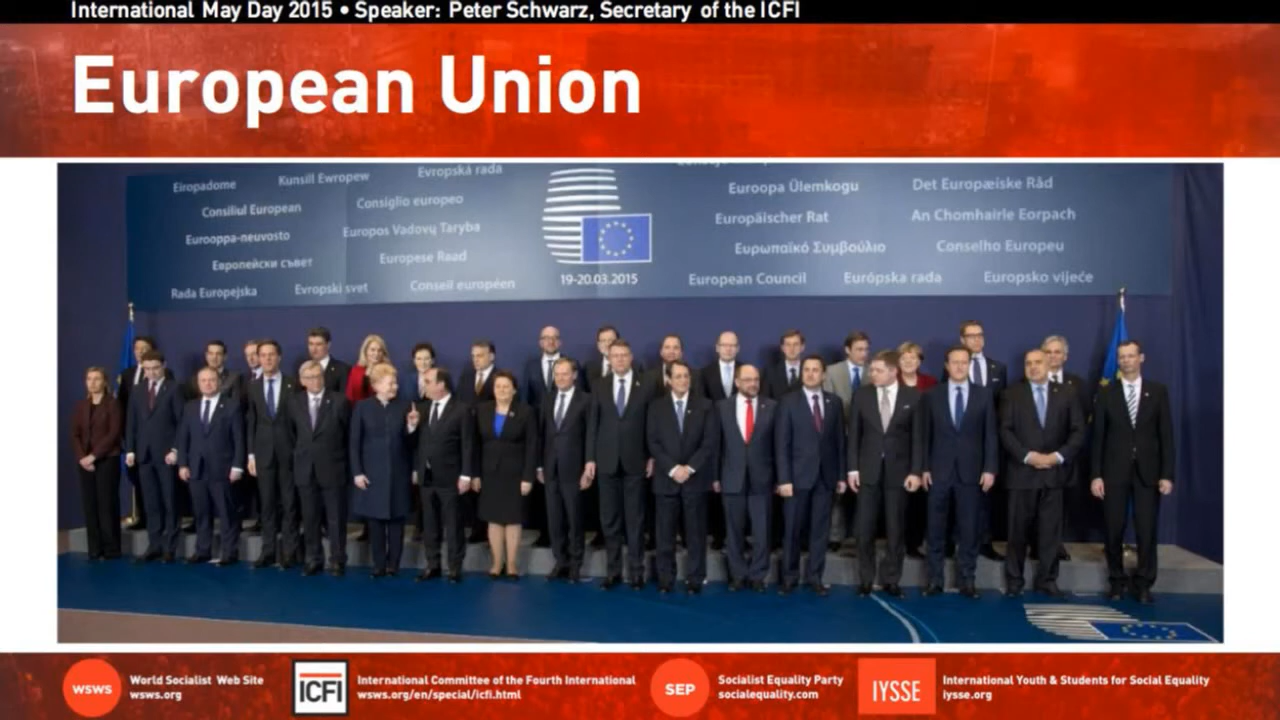 International May Day 2015 • Speaker: Peter Schwarz, Secretary of the ICFI
European Union
Eiropadome
Kunsill Ewropew
Evropská rada
Consiliul European
Consiglio europeo
Eurooppa-neuvosto
Europos Vadovų Taryba
Европейски съвет
Europese Raad
Rada Europejska
Evropski svet
Conseil européen
19-20.03.2015
Euroopa Ülemkogu
Det Europæiske Råd
Europäischer Rat
An Chomhairle Eorpach
Ευρωπαϊκό Συμβούλιο
Conselho Europeu
European Council
Európska rada
Europsko vijeće
wsws
World Socialist Web Site
wsws.org
ICFI
International Committee of the Fourth International
wsws.org/en/special/icfi.html
SEP
Socialist Equality Party
socialequality.com
IYSSE
International Youth & Students for Social Equality
iysse.org